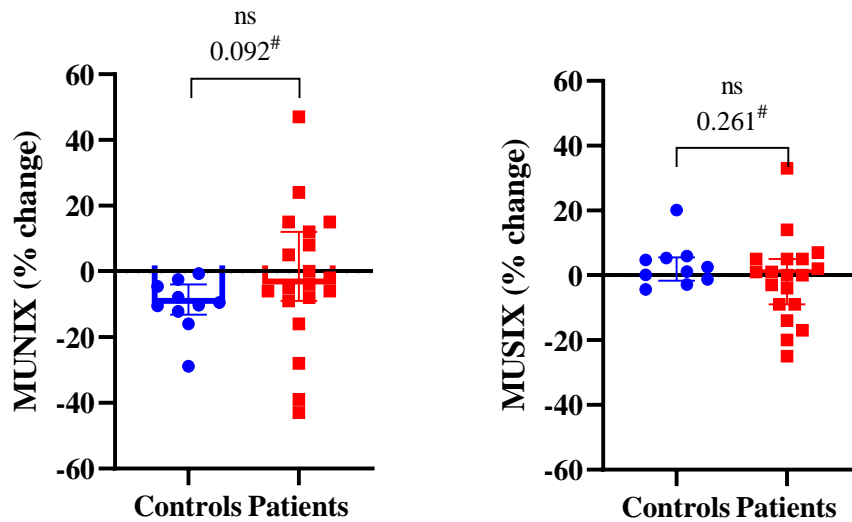 ns
0.092#
MUNIX (% change)
60
40
20
0
-20
-40
-60
Controls Patients
ns
0.261#
MUSIX (% change)
60
40
20
0
-20
-40
-60
Controls Patients